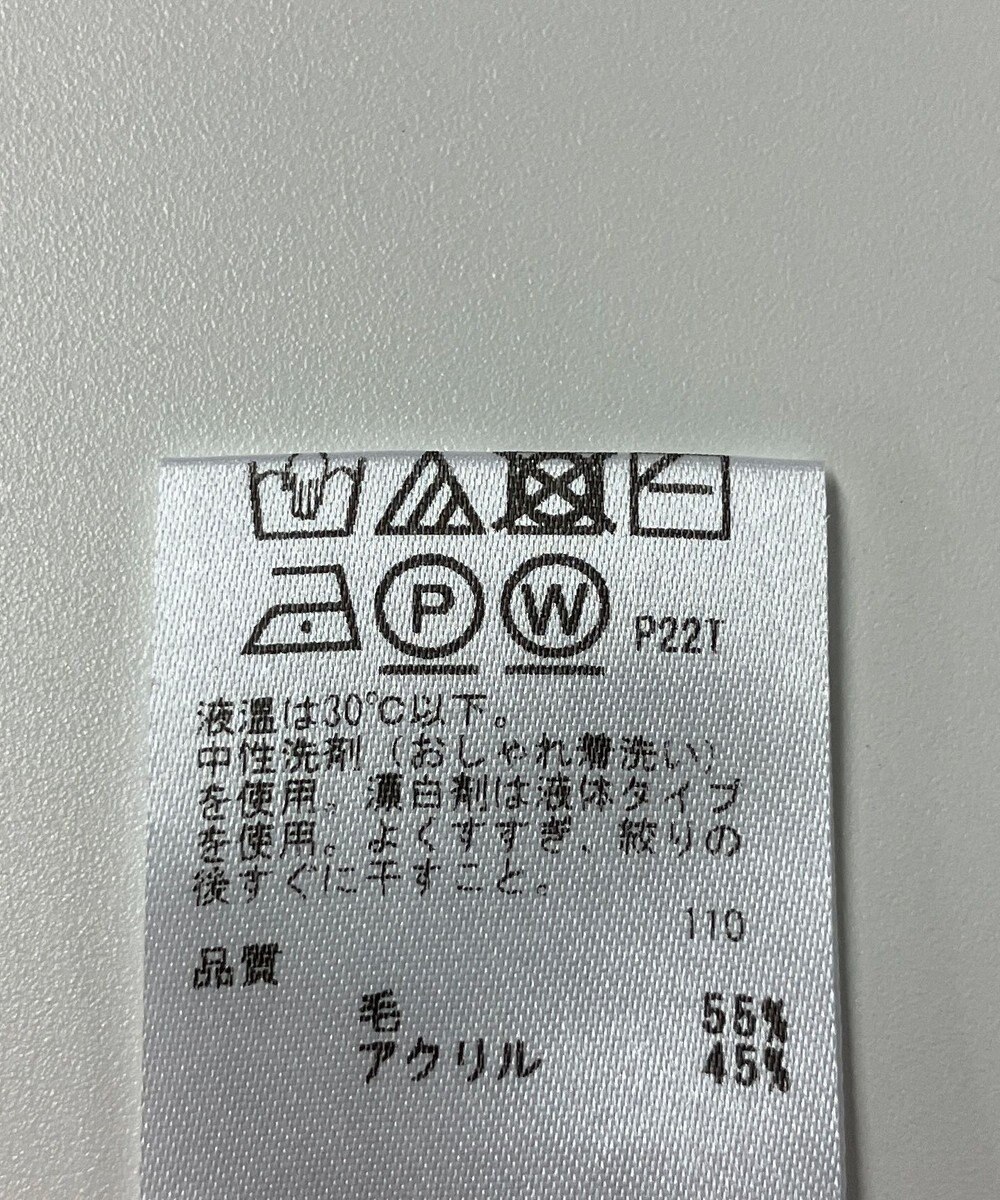 P W P22T
液温は30℃以下。
中性洗剤（おしゃれ着洗い）
を使用。漂白剤は液体タイプ
を使用。よくすすぎ、絞りの
後すぐに干すこと。
110
品質
毛 55%
アクリル 45%